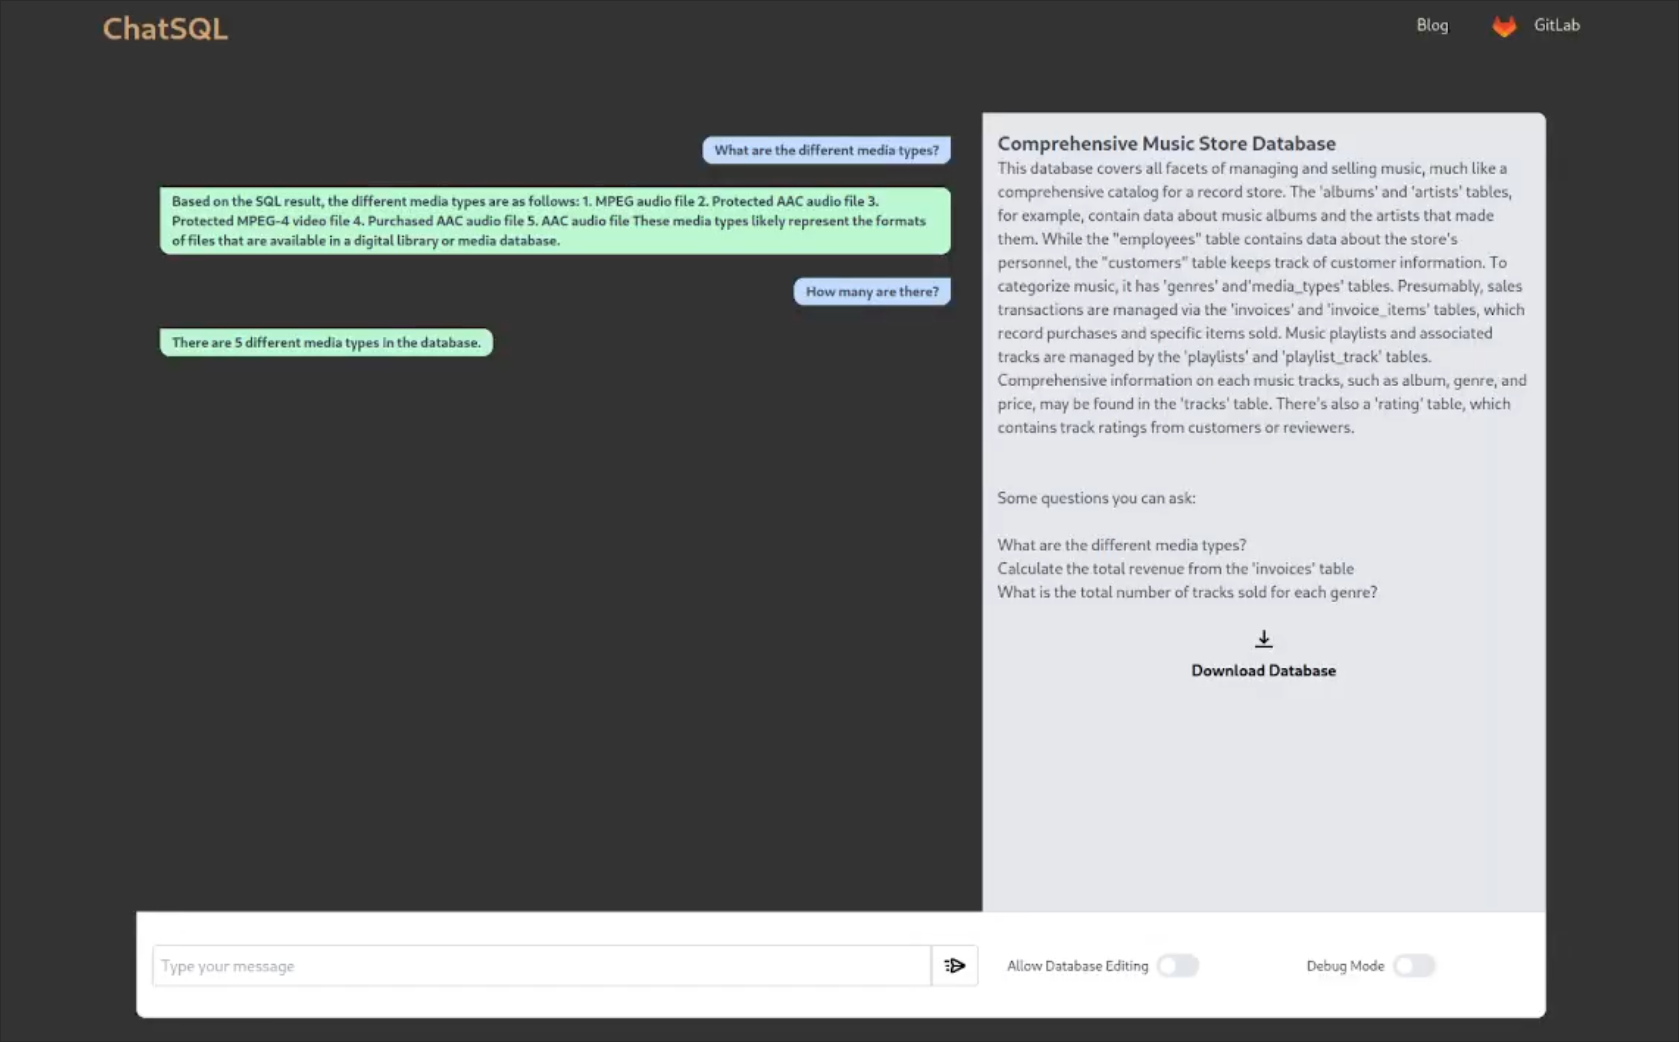 ChatSQL
Blog
GitLab
What are the different media types?
Based on the SQL result, the different media types are as follows: 1. MPEG audio file 2. Protected AAC audio file 3.
Protected MPEG-4 video file 4. Purchased AAC audio file 5. AAC audio file These media types likely represent the formats
of files that are available in a digital library or media database.
How many are there?
There are 5 different media types in the database.
Comprehensive Music Store Database
This database covers all facets of managing and selling music, much like a
comprehensive catalog for a record store. The 'albums' and 'artists' tables,
for example, contain data about music albums and the artists that made
them. While the "employees" table contains data about the store's
personnel, the "customers" table keeps track of customer information. To
categorize music, it has 'genres' and'media_types' tables. Presumably, sales
transactions are managed via the 'invoices' and 'invoice_items' tables, which
record purchases and specific items sold. Music playlists and associated
tracks are managed by the 'playlists' and 'playlist_track' tables.
Comprehensive information on each music tracks, such as album, genre, and
price, may be found in the 'tracks' table. There's also a 'rating' table, which
contains track ratings from customers or reviewers.
Some questions you can ask:
What are the different media types?
Calculate the total revenue from the 'invoices' table
What is the total number of tracks sold for each genre?
Download Database
Type your message
Allow Database Editing
Debug Mode